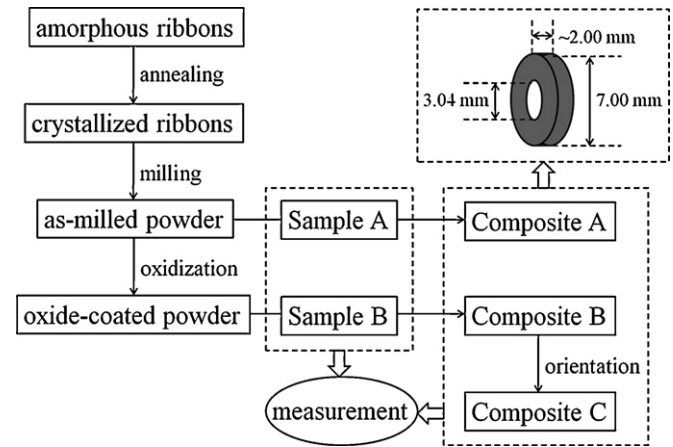 amorphous ribbons
annealing
crystallized ribbons
milling
as-milled powder
oxidization
oxide-coated powder
Sample A
Sample B
measurement
Composite A
Composite B
orientation
Composite C
~2.00 mm
3.04 mm
7.00 mm